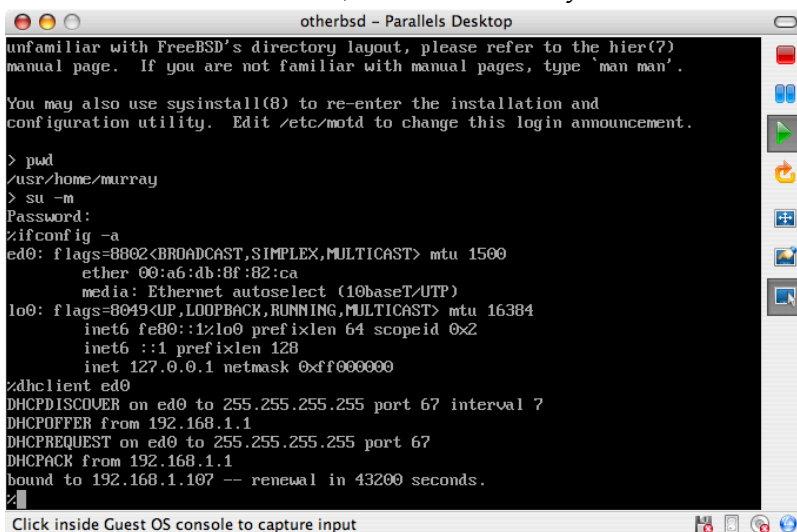 otherbsd – Parallels Desktop
unfamiliar with FreeBSD's directory layout, please refer to the hier(7)
manual page.  If you are not familiar with manual pages, type `man man'.
You may also use sysinstall(8) to re-enter the installation and
configuration utility.  Edit /etc/motd to change this login announcement.
> pwd
/usr/home/murray
> su -m
Password:
%ifconfig -a
ed0: flags=8802<BROADCAST,SIMPLEX,MULTICAST> mtu 1500
        ether 00:a6:db:8f:82:ca
        media: Ethernet autoselect (10baseT/UTP)
lo0: flags=8049<UP,LOOPBACK,RUNNING,MULTICAST> mtu 16384
        inet6 fe80::1%lo0 prefixlen 64 scopeid 0x2
        inet6 ::1 prefixlen 128
        inet 127.0.0.1 netmask 0xff000000
%dhclient ed0
DHCPDISCOVER on ed0 to 255.255.255.255 port 67 interval 7
DHCPOFFER from 192.168.1.1
DHCPREQUEST on ed0 to 255.255.255.255 port 67
DHCPACK from 192.168.1.1
bound to 192.168.1.107 -- renewal in 43200 seconds.
%
Click inside Guest OS console to capture input